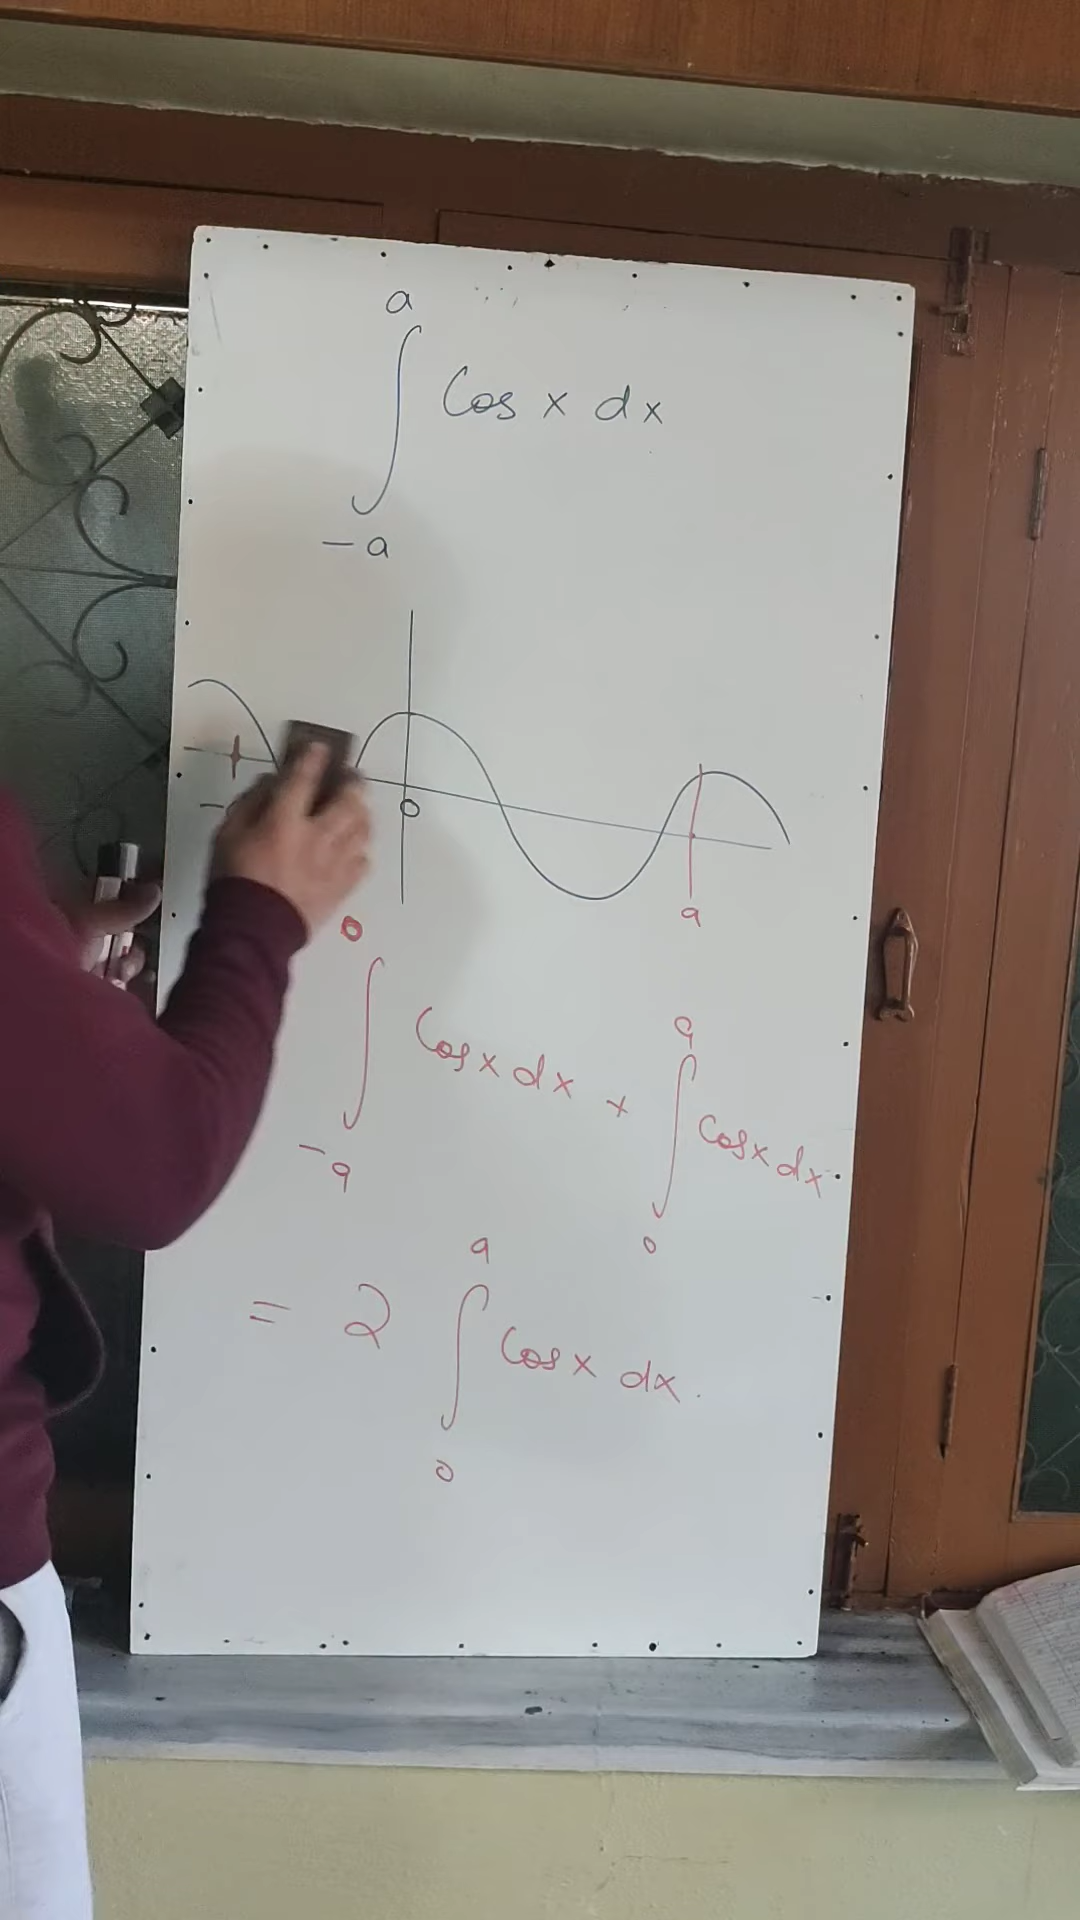 a
∫ Cos x dx
-a
0
a
0 a
∫ Cos x dx + ∫ Cos x dx
-a 0
a
= 2 ∫ Cos x dx.
0